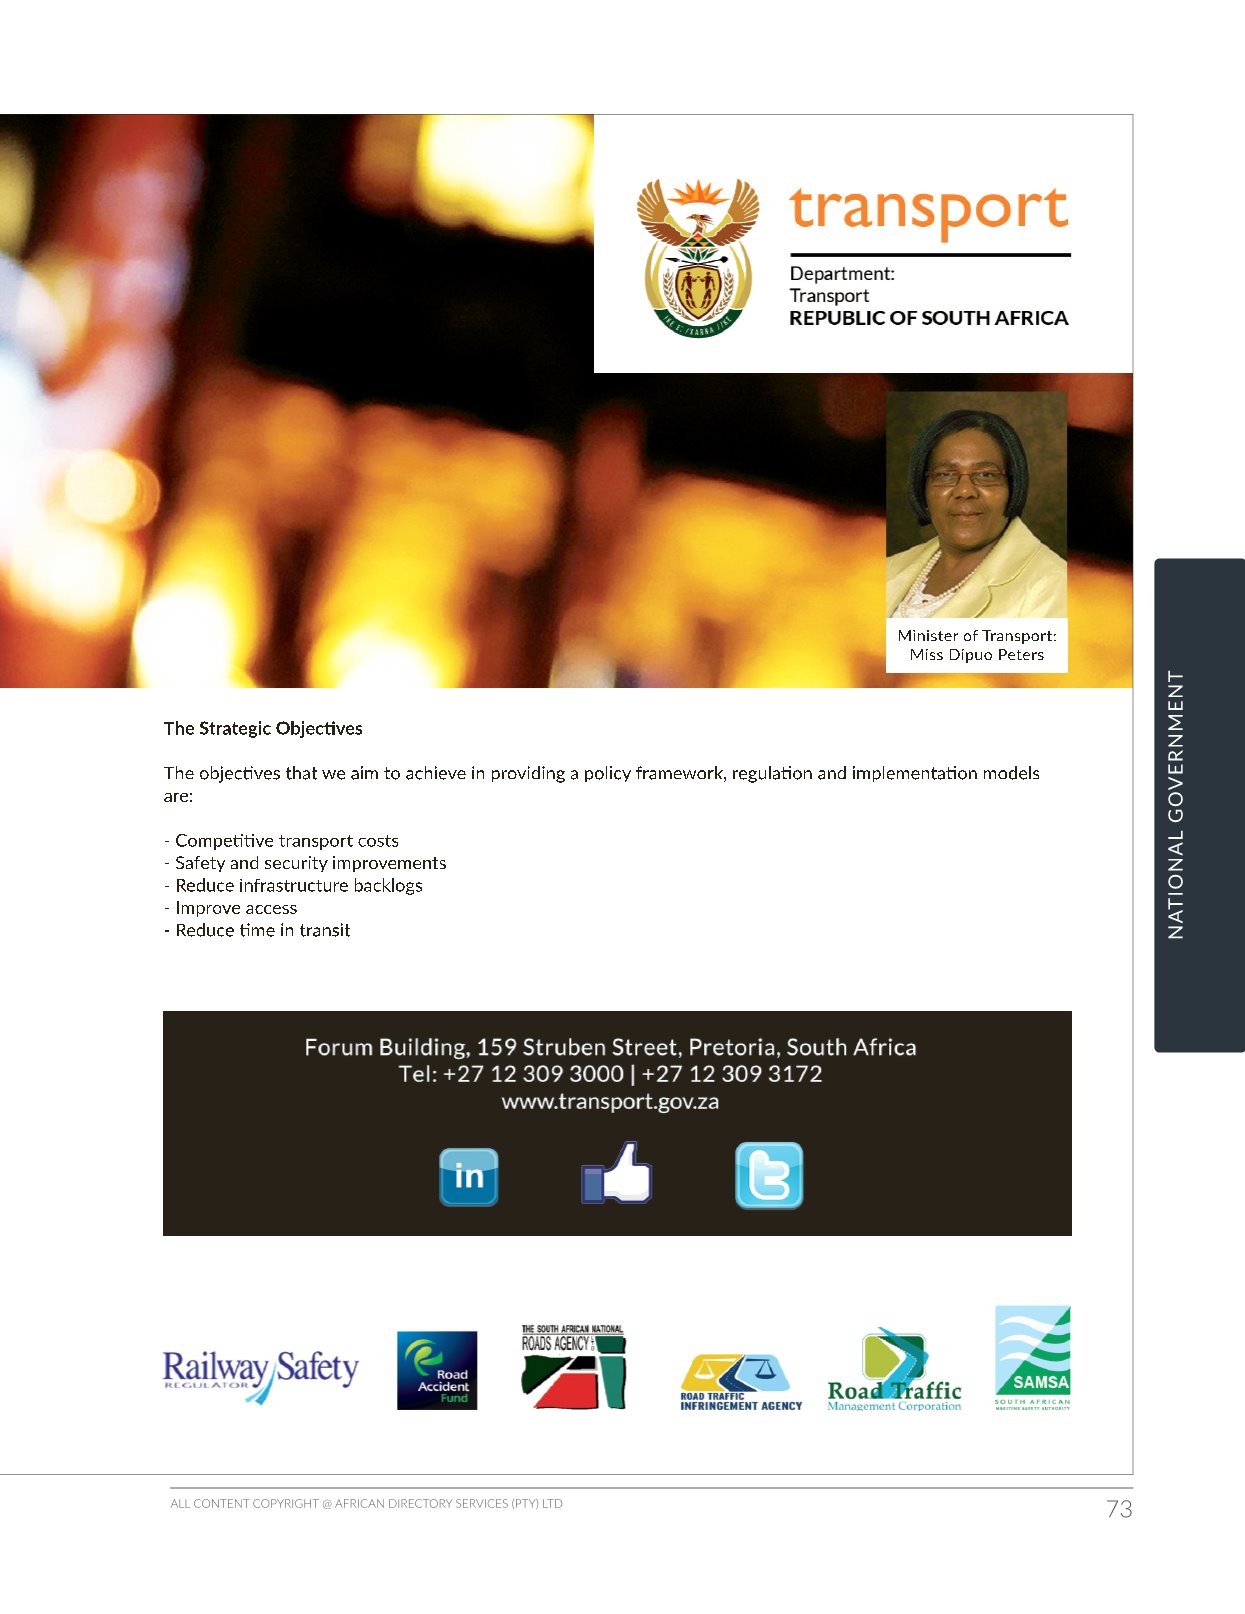 transport
Department:
Transport
REPUBLIC OF SOUTH AFRICA
!KE E: /XARRA //KE
Minister of Transport:
Miss Dipuo Peters
NATIONAL GOVERNMENT
The Strategic Objectives
The objectives that we aim to achieve in providing a policy framework, regulation and implementation models
are:
- Competitive transport costs
- Safety and security improvements
- Reduce infrastructure backlogs
- Improve access
- Reduce time in transit
Forum Building, 159 Struben Street, Pretoria, South Africa
Tel: +27 12 309 3000 | +27 12 309 3172
www.transport.gov.za
in
t
Railway Safety
REGULATOR
Road
Accident
Fund
THE SOUTH AFRICAN NATIONAL
ROADS AGENCY
ROAD TRAFFIC
INFRINGEMENT AGENCY
Road Traffic
Management Corporation
SAMSA
SOUTH AFRICAN
MARITIME SAFETY AUTHORITY
ALL CONTENT COPYRIGHT @ AFRICAN DIRECTORY SERVICES (PTY) LTD
73